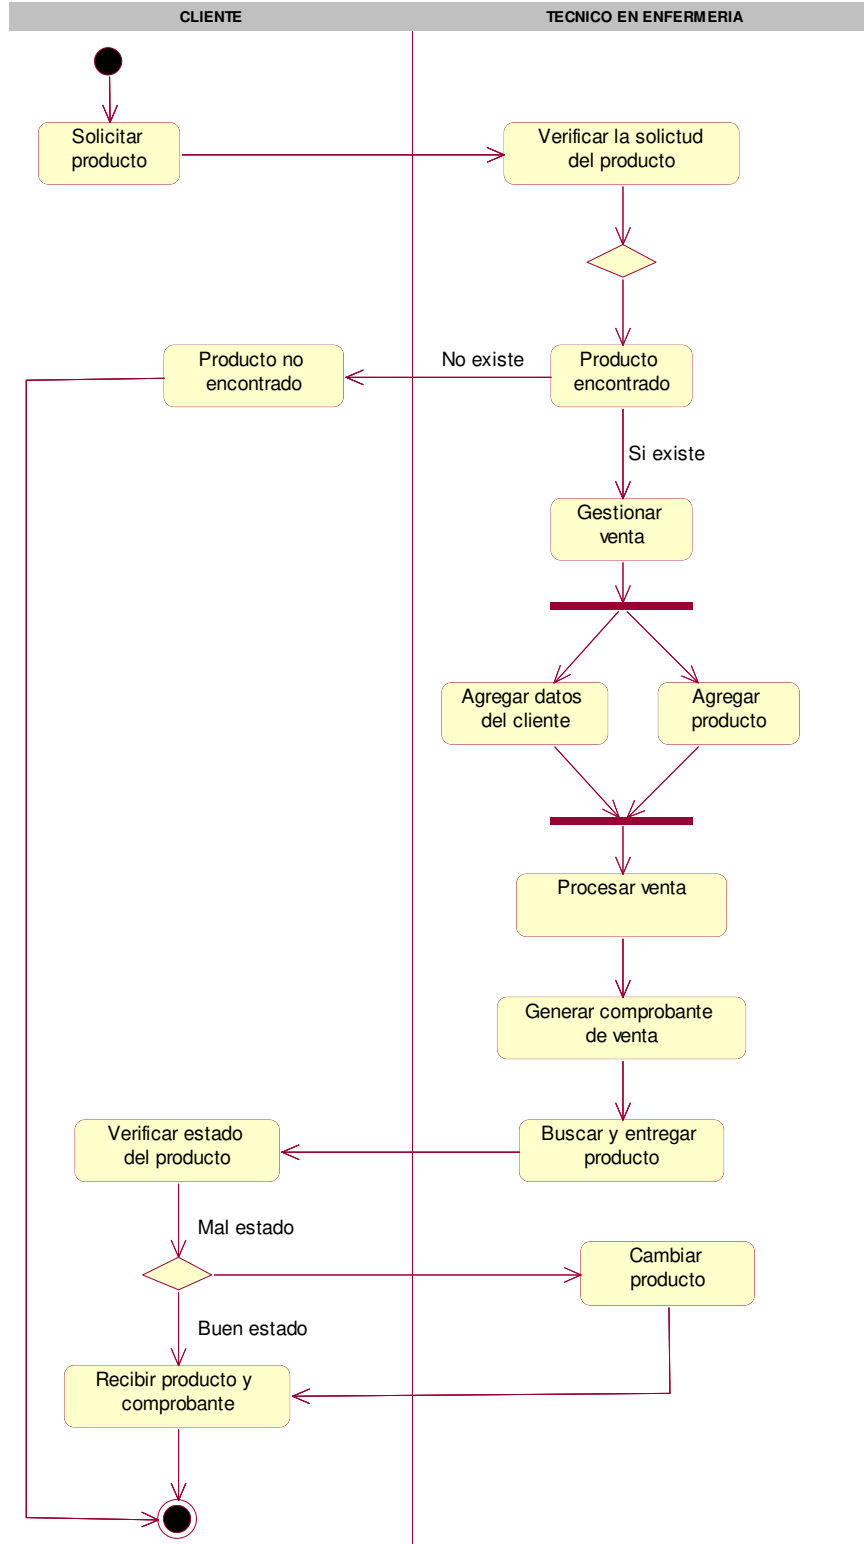 CLIENTE
TECNICO EN ENFERMERIA
Solicitar
producto
Verificar la solictud
del producto
Producto no
encontrado
No existe
Producto
encontrado
Si existe
Gestionar
venta
Agregar datos
del cliente
Agregar
producto
Procesar venta
Generar comprobante
de venta
Verificar estado
del producto
Buscar y entregar
producto
Mal estado
Cambiar
producto
Buen estado
Recibir producto y
comprobante